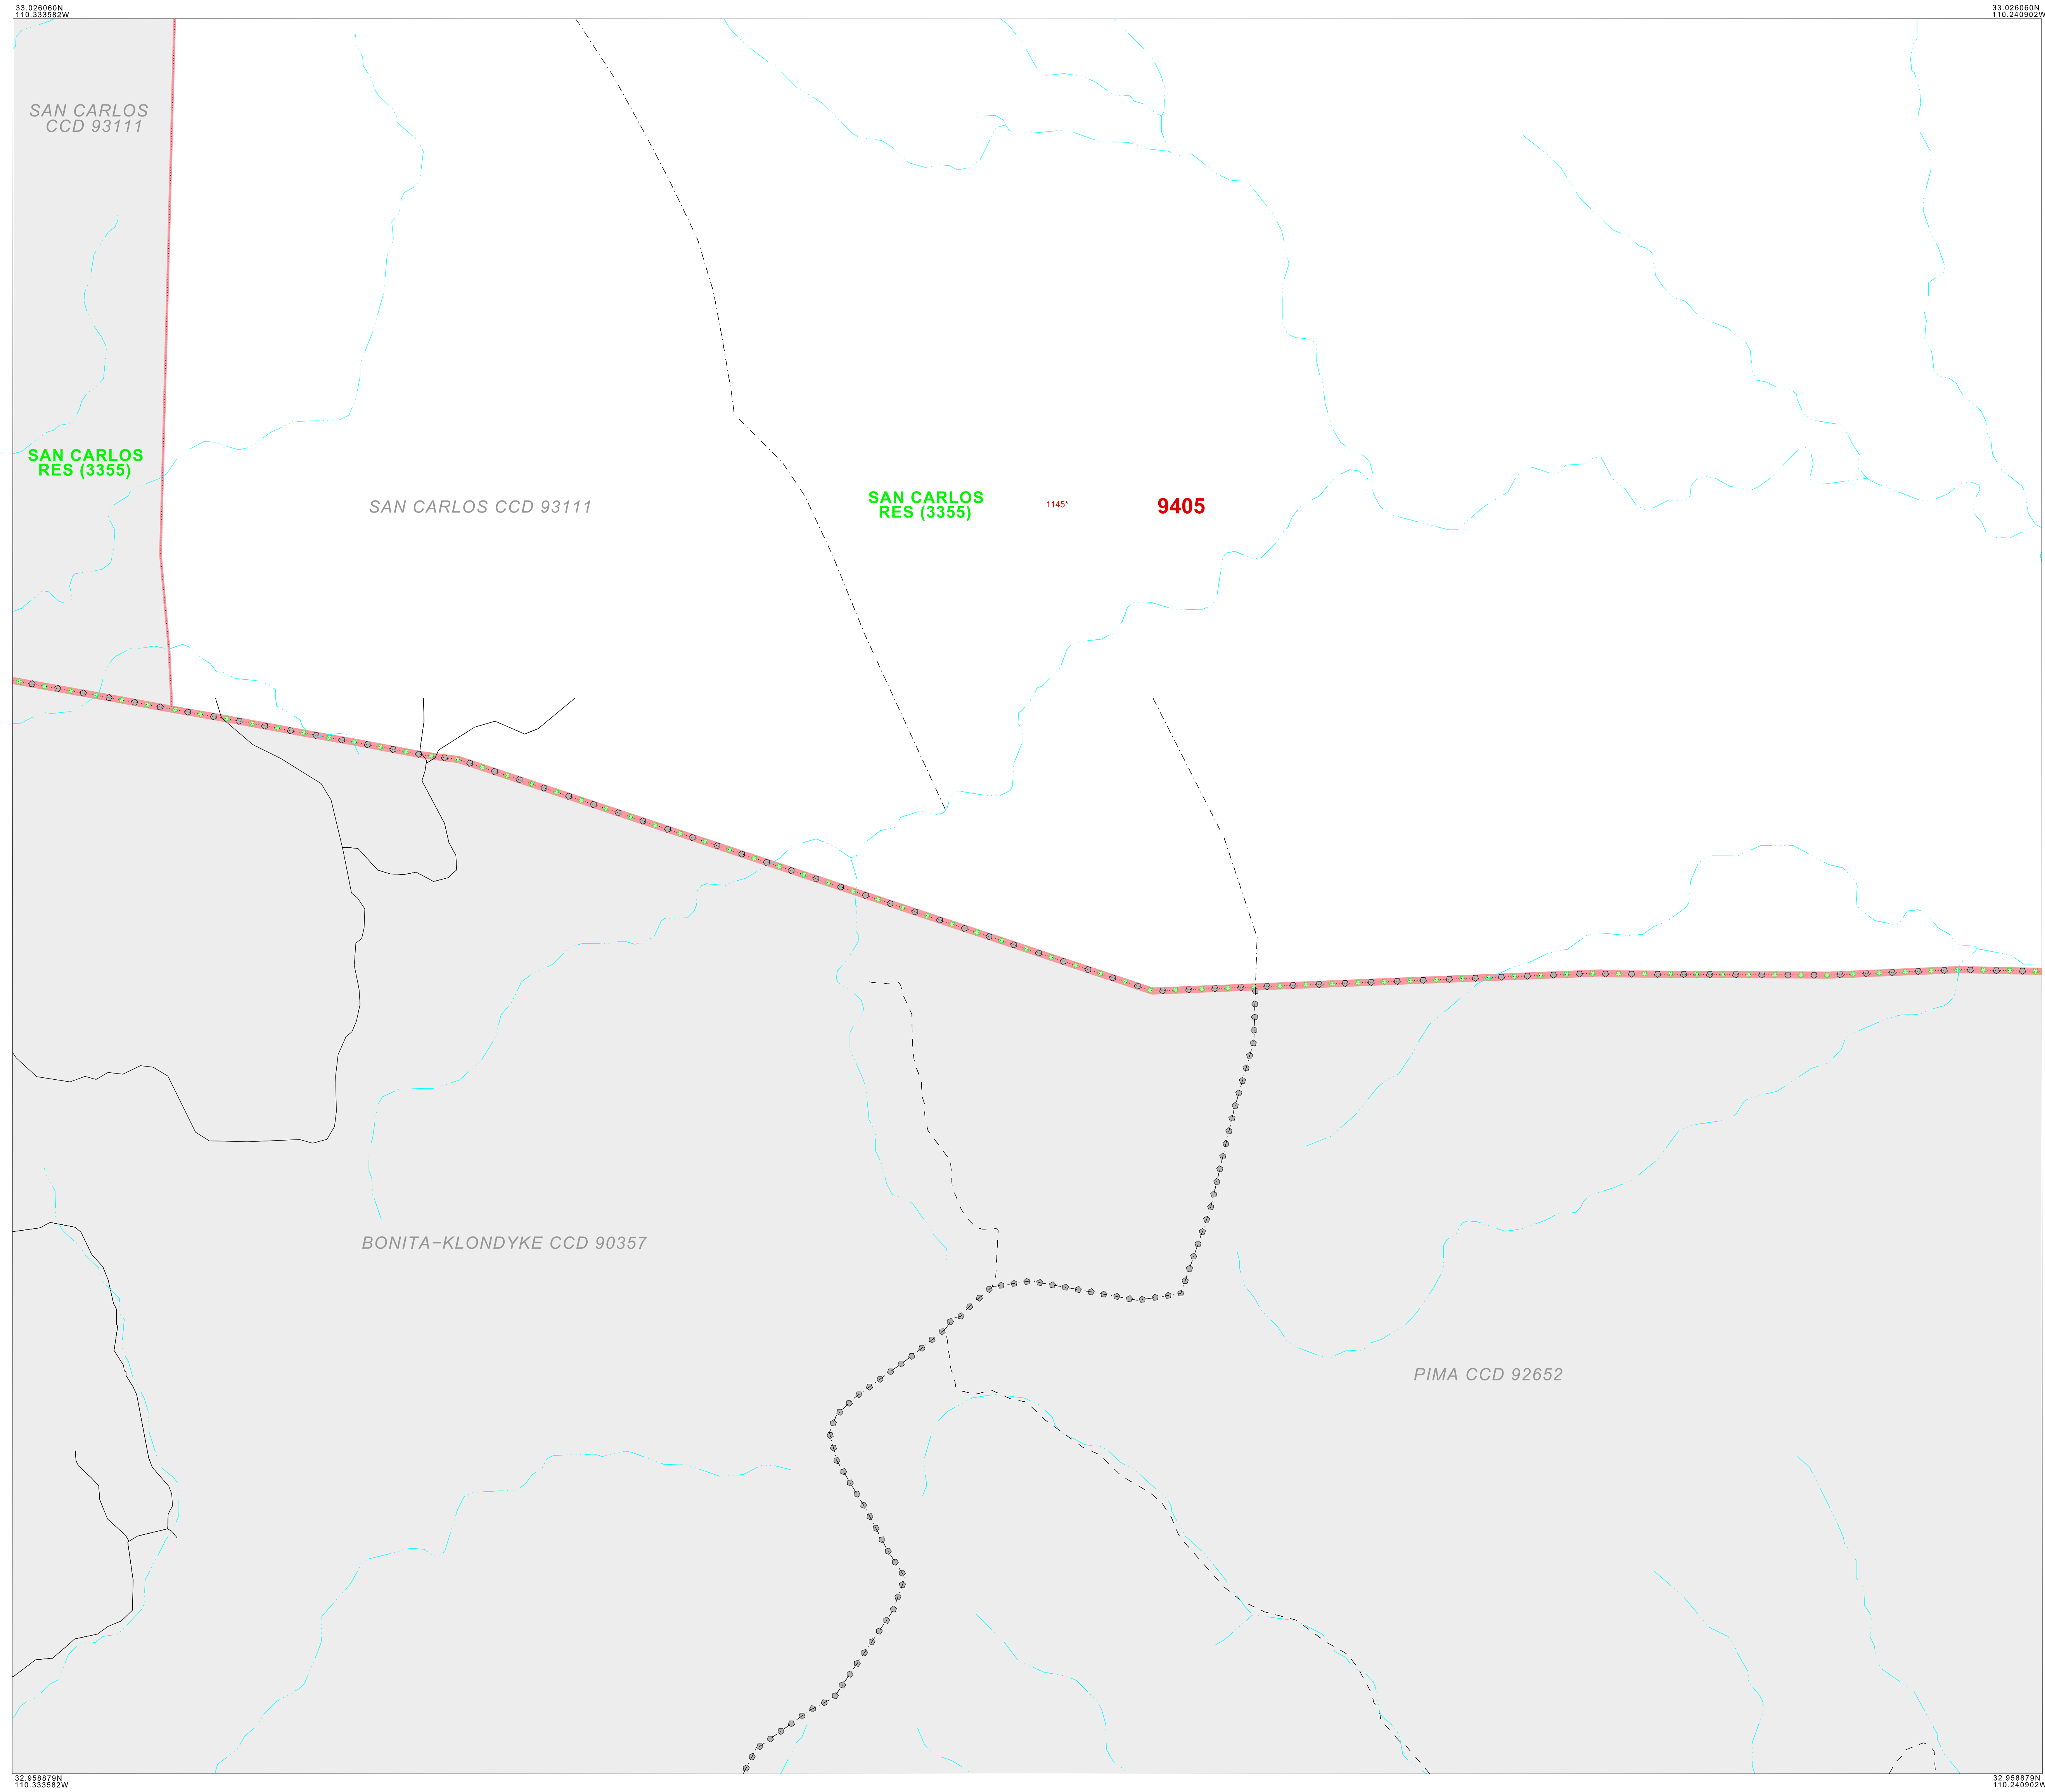 33.026060N
110.333582W
33.026060N
110.240902W
SAN CARLOS
CCD 93111
SAN CARLOS
RES (3355)
SAN CARLOS CCD 93111
SAN CARLOS
RES (3355)
1145*
9405
BONITA-KLONDYKE CCD 90357
PIMA CCD 92652
32.958879N
110.333582W
32.958879N
110.240902W